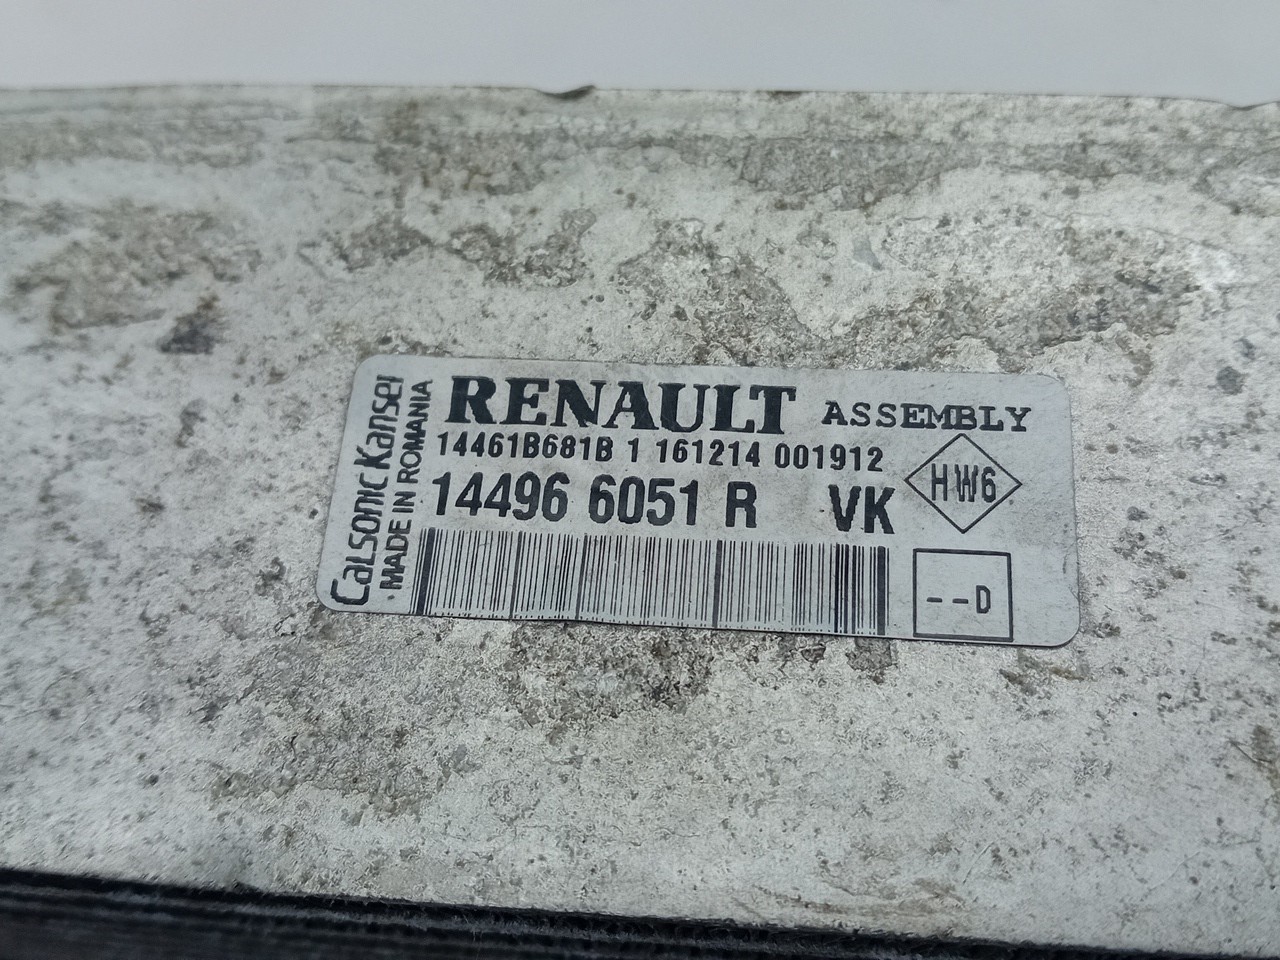 Calsonic Kansei
MADE IN ROMANIA
RENAULT ASSEMBLY
14461B681B 1 161214 001912
14496 6051 R VK
HW6
--D